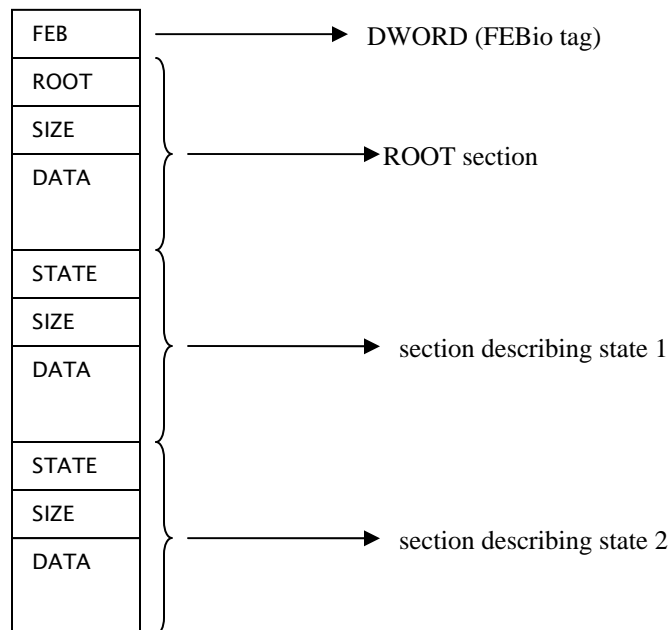 FEB DWORD (FEBio tag)
ROOT
SIZE
DATA ROOT section
STATE
SIZE
DATA section describing state 1
STATE
SIZE
DATA section describing state 2